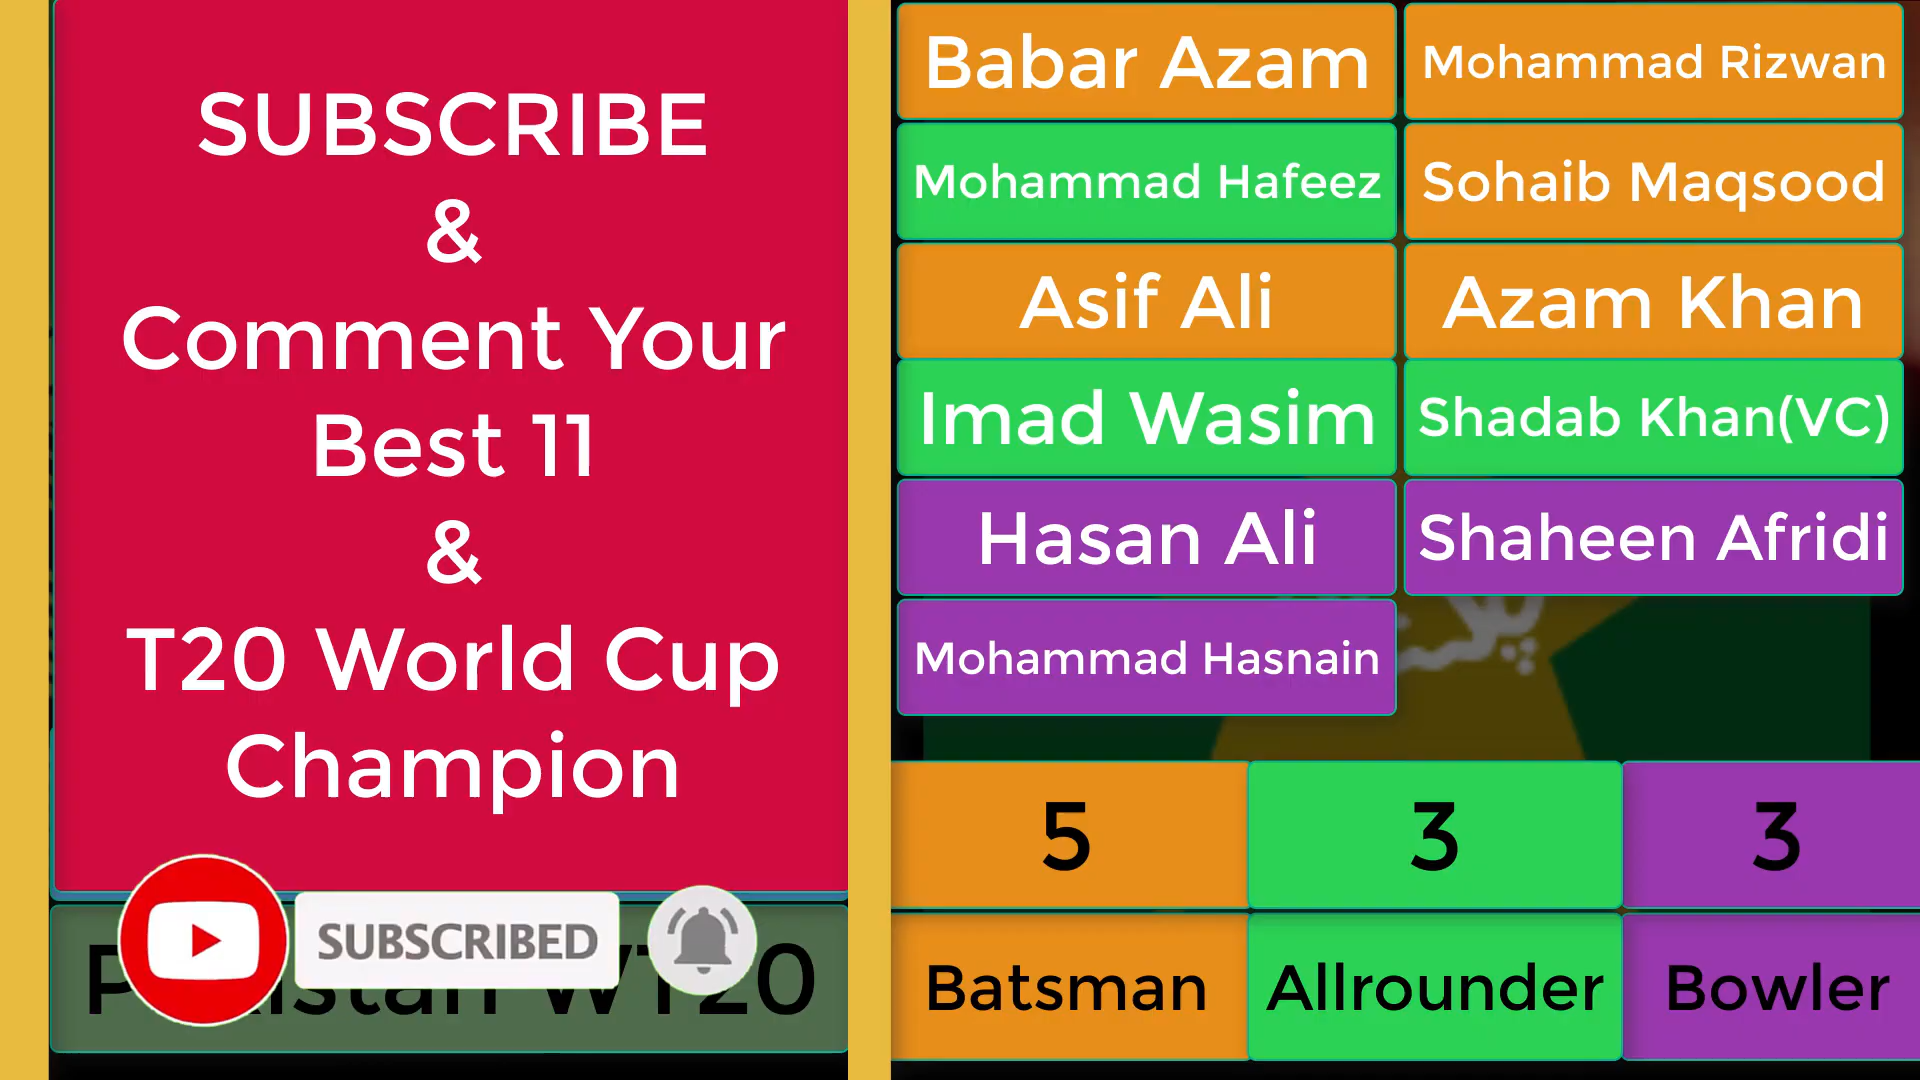 SUBSCRIBE
&
Comment Your
Best 11
&
T20 World Cup
Champion
SUBSCRIBED
Babar Azam
Mohammad Rizwan
Mohammad Hafeez
Sohaib Maqsood
Asif Ali
Azam Khan
Imad Wasim
Shadab Khan(VC)
Hasan Ali
Shaheen Afridi
Mohammad Hasnain
5
3
3
Batsman
Allrounder
Bowler